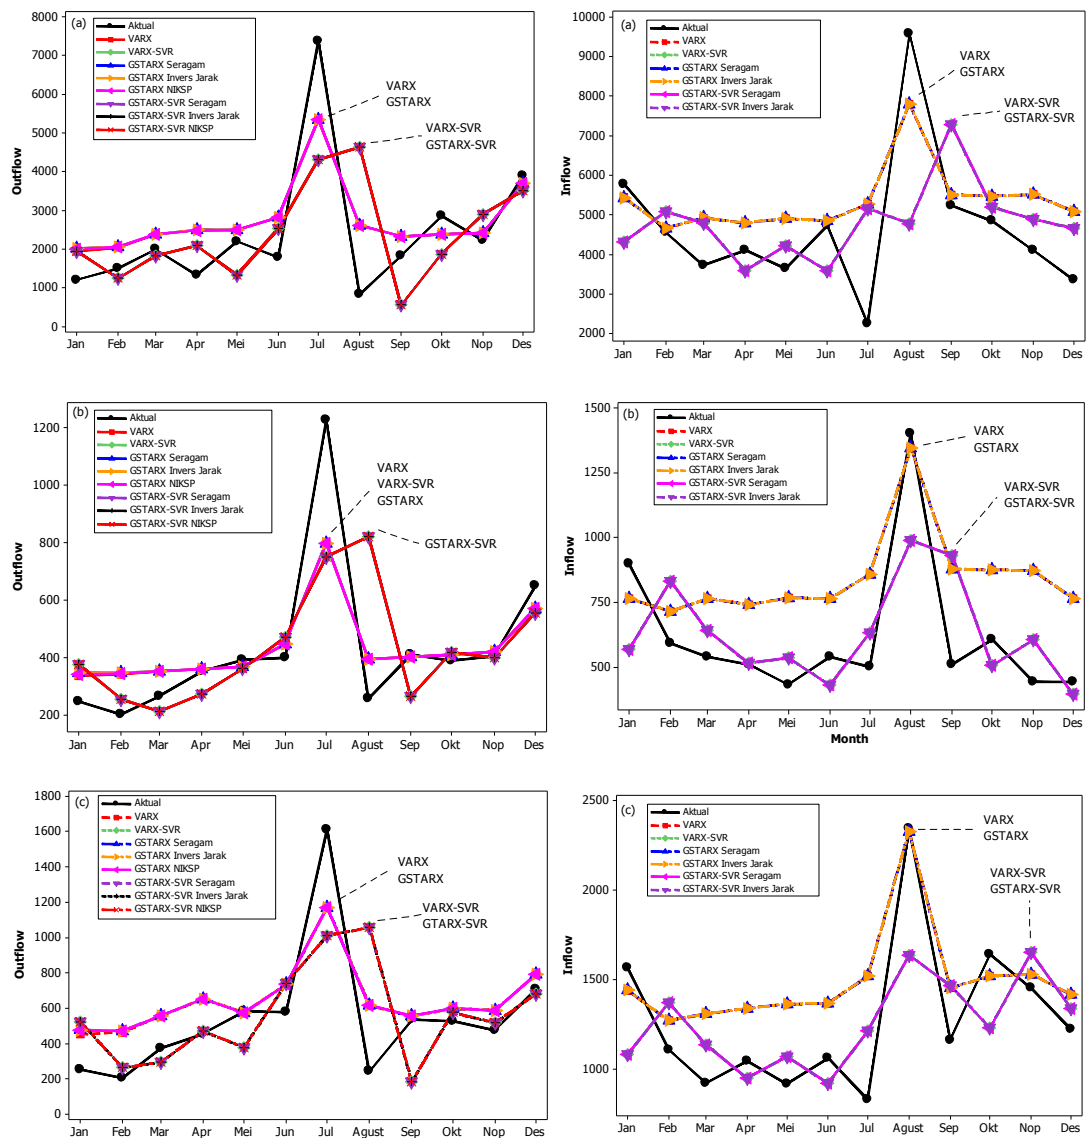 (a)
Aktual
VARX
VARX-SVR
GSTARX Seragam
GSTARX Invers Jarak
GSTARX NIKSP
GSTARX-SVR Seragam
GSTARX-SVR Invers Jarak
GSTARX-SVR NIKSP
VARX
GSTARX
VARX-SVR
GSTARX-SVR
Outflow
8000
7000
6000
5000
4000
3000
2000
1000
0
Jan Feb Mar Apr Mei Jun Jul Agust Sep Okt Nop Des
(a)
Aktual
VARX
VARX-SVR
GSTARX Seragam
GSTARX Invers Jarak
GSTARX-SVR Seragam
GSTARX-SVR Invers Jarak
VARX
GSTARX
VARX-SVR
GSTARX-SVR
Inflow
10000
9000
8000
7000
6000
5000
4000
3000
2000
Jan Feb Mar Apr Mei Jun Jul Agust Sep Okt Nop Des
(b)
Aktual
VARX
VARX-SVR
GSTARX Seragam
GSTARX Invers Jarak
GSTARX NIKSP
GSTARX-SVR Seragam
GSTARX-SVR Invers Jarak
GSTARX-SVR NIKSP
VARX
VARX-SVR
GSTARX
GSTARX-SVR
Outflow
1200
1000
800
600
400
200
Jan Feb Mar Apr Mei Jun Jul Agust Sep Okt Nop Des
(b)
Aktual
VARX
VARX-SVR
GSTARX Seragam
GSTARX Invers Jarak
GSTARX-SVR Seragam
GSTARX-SVR Invers Jarak
VARX
GSTARX
VARX-SVR
GSTARX-SVR
Inflow
1500
1250
1000
750
500
Jan Feb Mar Apr Mei Jun Jul Agust Sep Okt Nop Des
Month
(c)
Aktual
VARX
VARX-SVR
GSTARX Seragam
GSTARX Invers Jarak
GSTARX NIKSP
GSTARX-SVR Seragam
GSTARX-SVR Invers Jarak
GSTARX-SVR NIKSP
VARX
GSTARX
VARX-SVR
GTARX-SVR
Outflow
1800
1600
1400
1200
1000
800
600
400
200
0
Jan Feb Mar Apr Mei Jun Jul Agust Sep Okt Nop Des
(c)
Aktual
VARX
VARX-SVR
GSTARX Seragam
GSTARX Invers Jarak
GSTARX-SVR Seragam
GSTARX-SVR Invers Jarak
VARX
GSTARX
VARX-SVR
GSTARX-SVR
Inflow
2500
2000
1500
1000
Jan Feb Mar Apr Mei Jun Jul Agust Sep Okt Nop Des